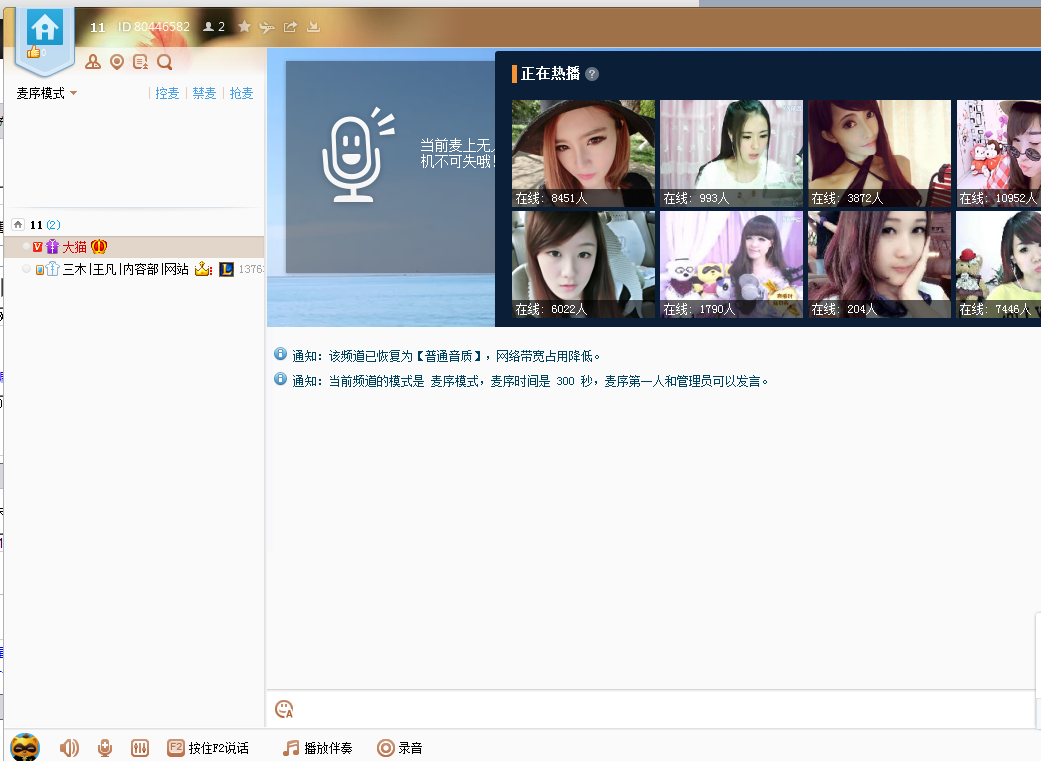 11 ID 80446582 2
0
麦席模式 控麦 禁麦 抢麦
11 (2)
大猫
三木|王凡|内容部|网站 1376
当前麦上无
机不可失哦!
正在热播 ?
在线: 8451人
在线: 993人
在线: 3872人
在线: 10952人
在线: 6022人
在线: 1790人
在线: 204人
在线: 7446人
通知: 该频道已恢复为【普通音质】, 网络带宽占用降低。
通知: 当前频道的模式是 麦席模式, 麦席时间是 300 秒, 麦席第一人和管理员可以发言。
F2 按住F2说话 播放伴奏 录音